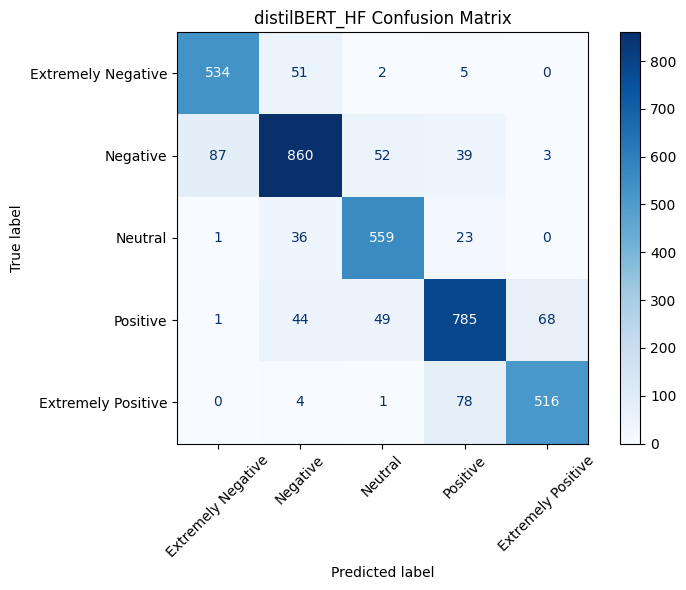 distilBERT_HF Confusion Matrix
True label
Extremely Negative 534 51 2 5 0
Negative 87 860 52 39 3
Neutral 1 36 559 23 0
Positive 1 44 49 785 68
Extremely Positive 0 4 1 78 516
Extremely Negative
Negative
Neutral
Positive
Extremely Positive
Predicted label
800
700
600
500
400
300
200
100
0